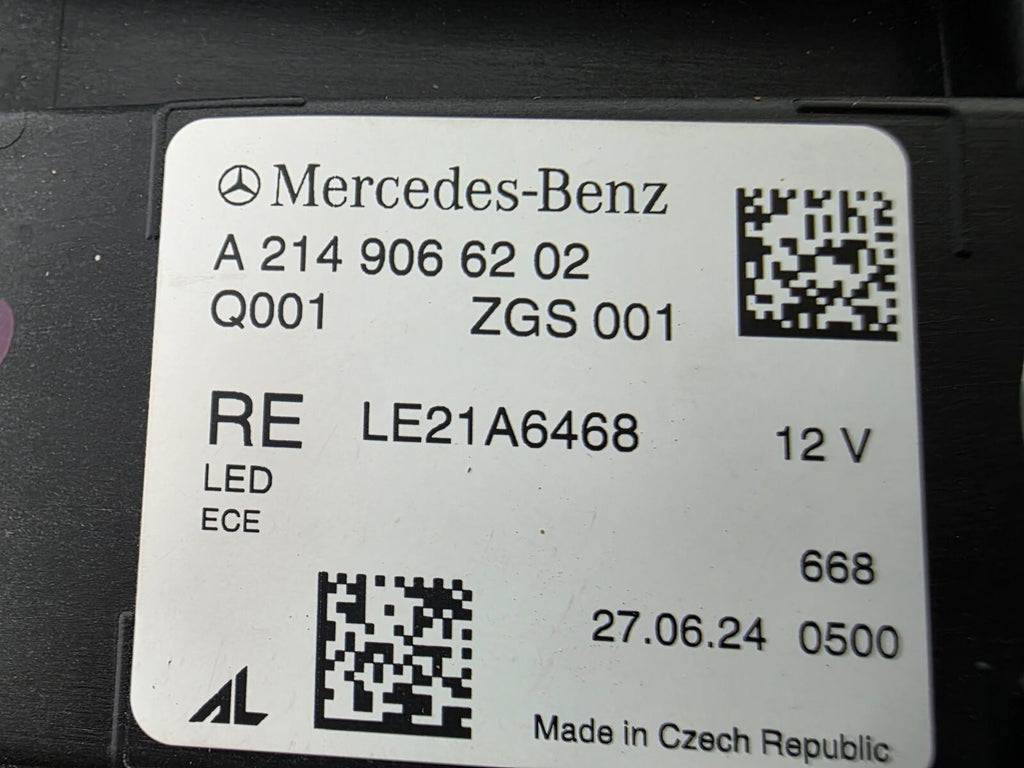 Mercedes-Benz
A 214 906 62 02
Q001 ZGS 001
RE LE21A6468 12 V
LED
ECE
668
27.06.24 0500
AL
Made in Czech Republic